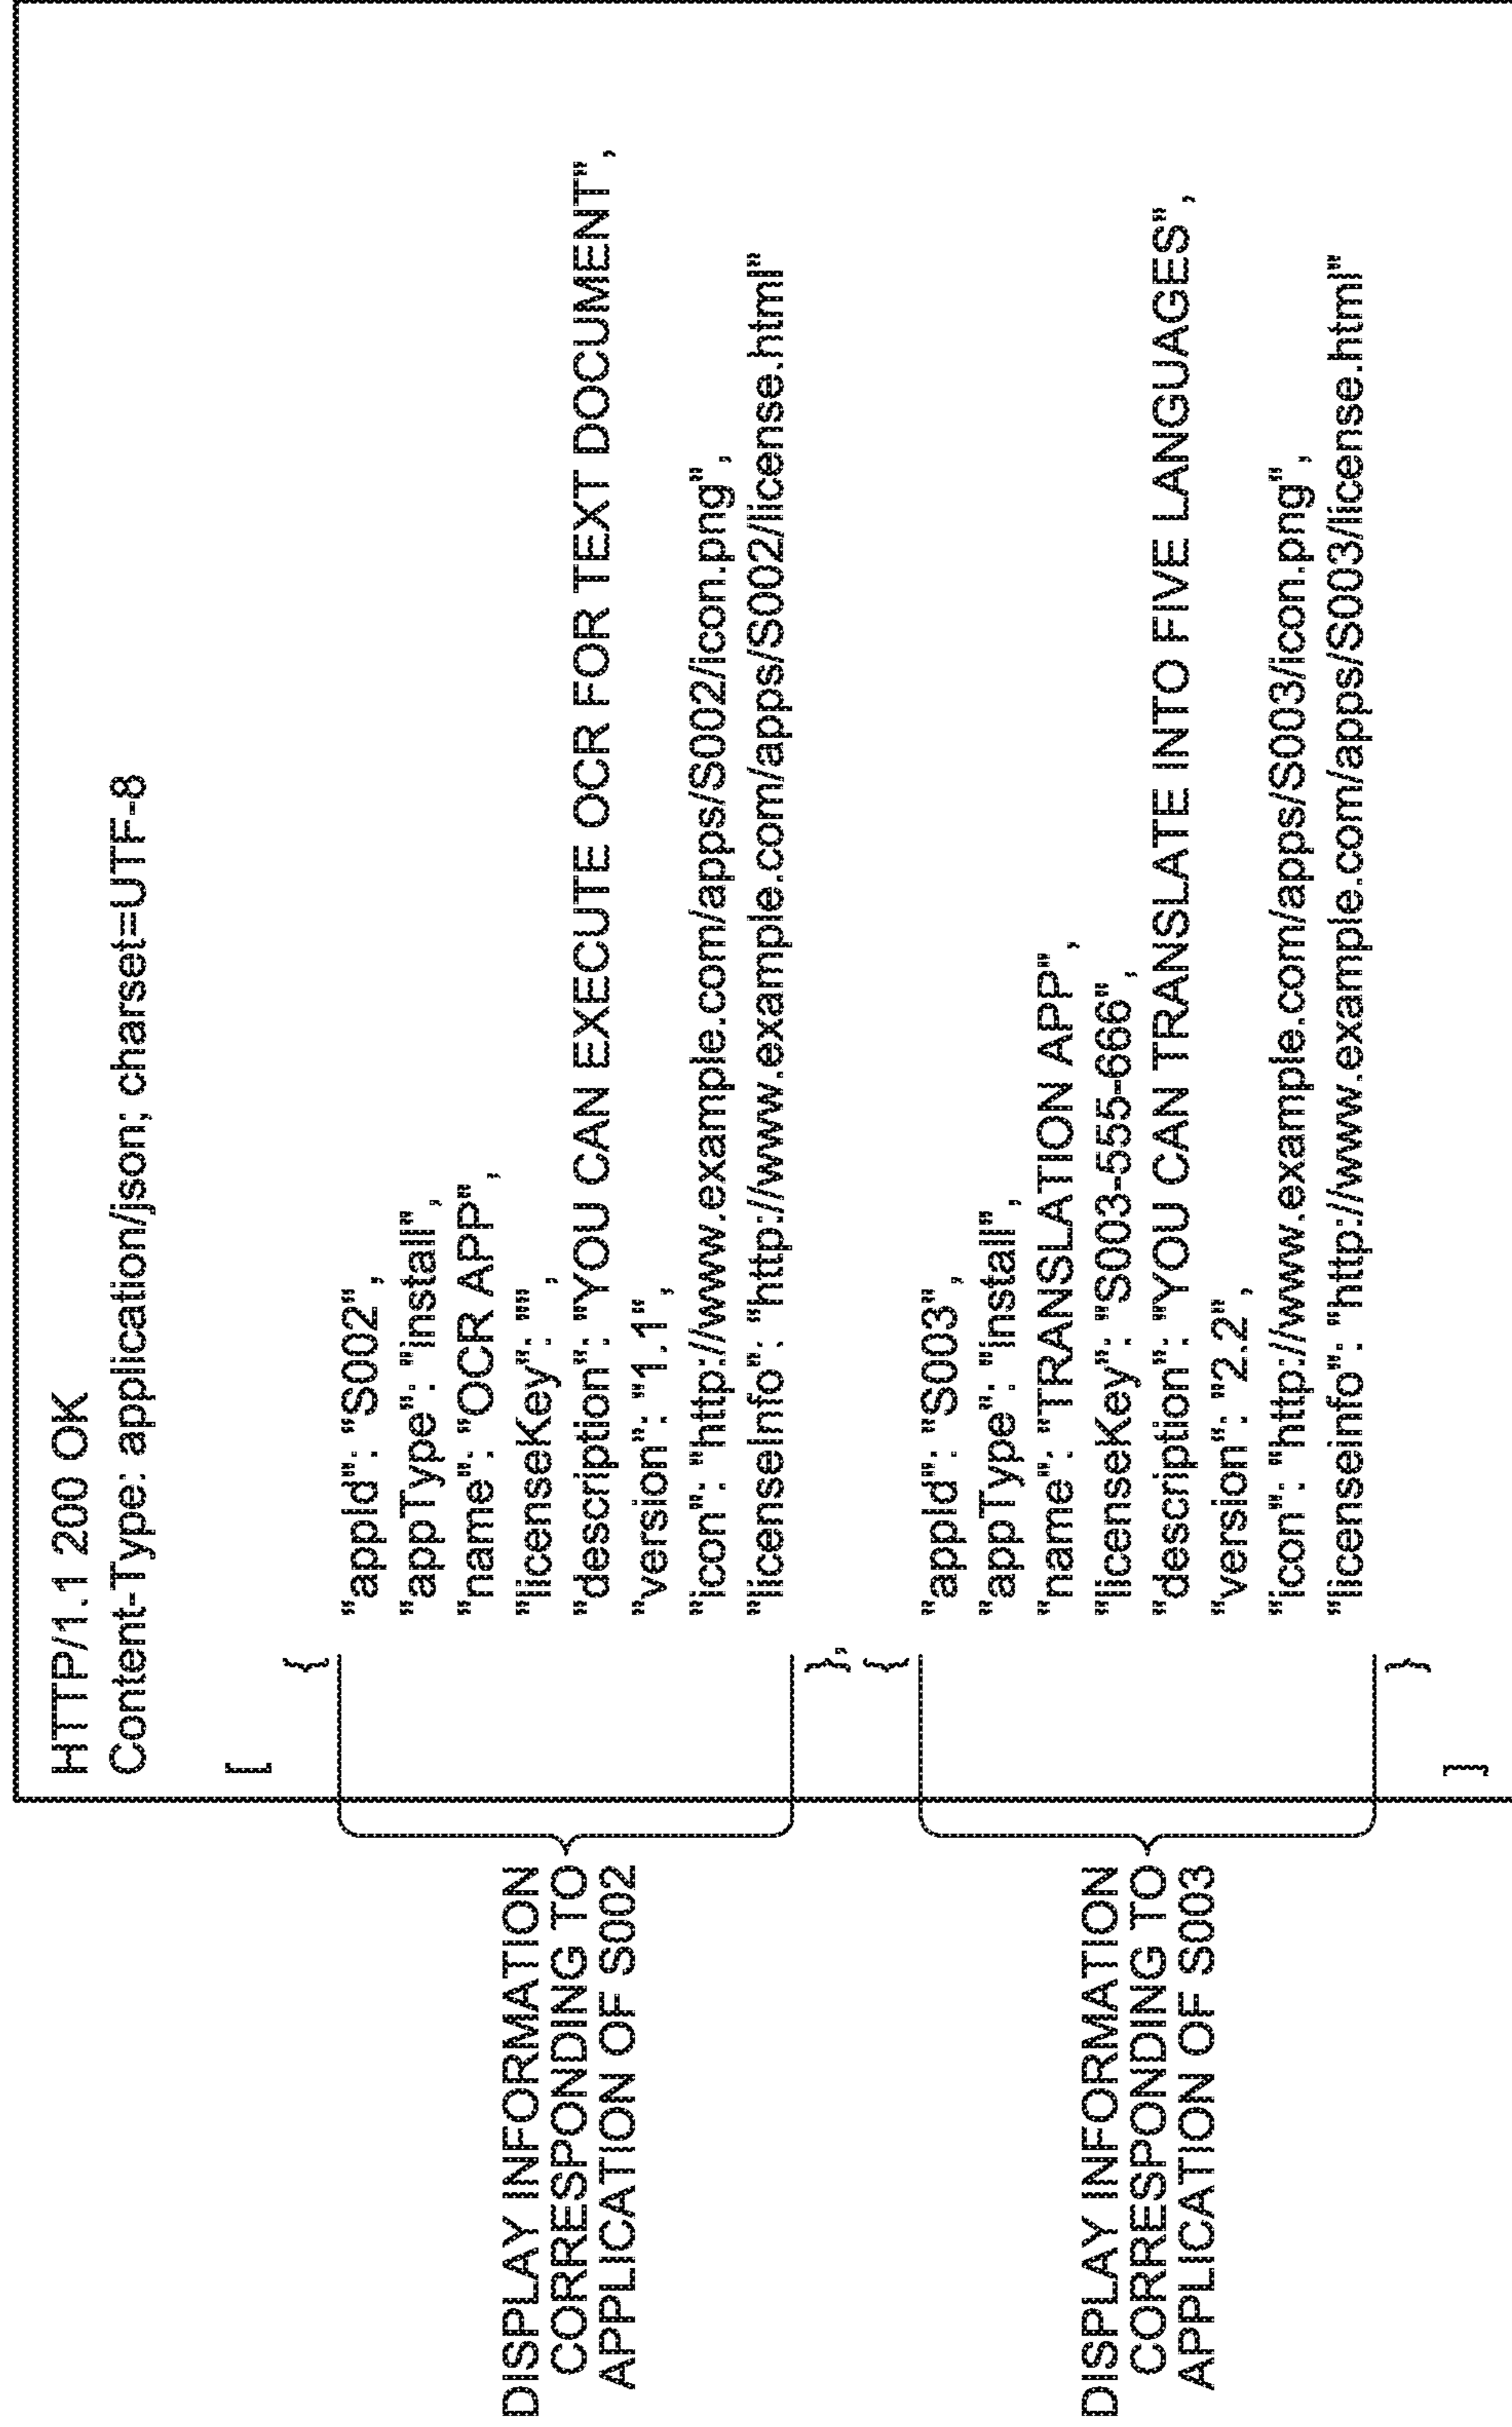 HTTP/1.1 200 OK
Content-Type: application/json; charset=UTF-8
[
{
"appId": "S002",
"appType": "install",
"name": "OCR APP",
"licenseKey": "",
"description": "YOU CAN EXECUTE OCR FOR TEXT DOCUMENT",
"version": "1.1",
"icon": "http://www.example.com/apps/S002/icon.png",
"licenseInfo": "http://www.example.com/apps/S002/license.html"
},
{
"appId": "S003",
"appType": "install",
"name": "TRANSLATION APP",
"licenseKey": "S003-555-666",
"description": "YOU CAN TRANSLATE INTO FIVE LANGUAGES",
"version": "2.2",
"icon": "http://www.example.com/apps/S003/icon.png",
"licenseinfo": "http://www.example.com/apps/S003/license.html"
}
]
DISPLAY INFORMATION
CORRESPONDING TO
APPLICATION OF S002
DISPLAY INFORMATION
CORRESPONDING TO
APPLICATION OF S003